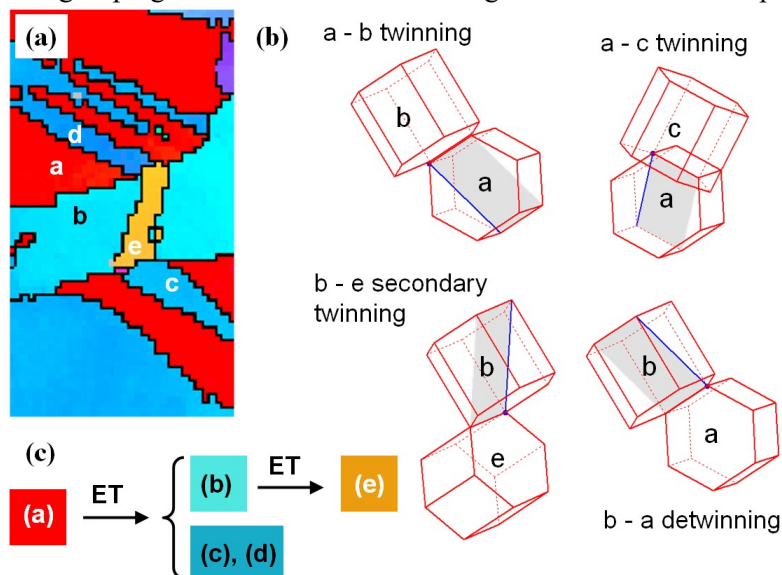 (a)
d
a
b
e
c
(b)
a - b twinning
b
a
a - c twinning
c
a
b - e secondary
twinning
b
e
b
a
b - a detwinning
(c)
(a)
ET
(b)
(c), (d)
ET
(e)